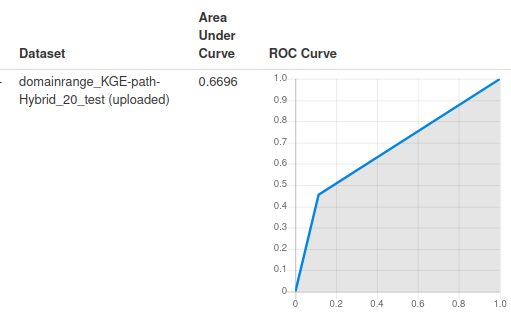 Area
Under
Dataset Curve ROC Curve
- domainrange_KGE-path- 0.6696
Hybrid_20_test (uploaded)
1.0
0.9
0.8
0.7
0.6
0.5
0.4
0.3
0.2
0.1
0
0 0.2 0.4 0.6 0.8 1.0